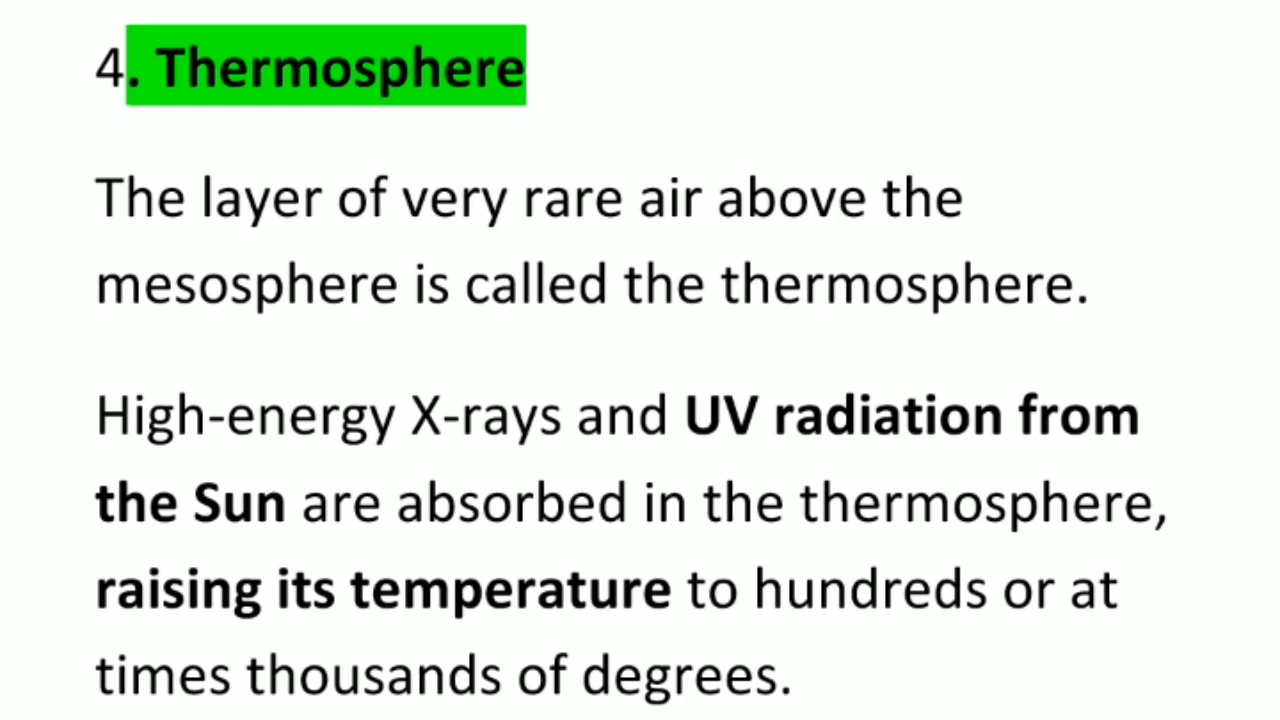 4. Thermosphere
The layer of very rare air above the
mesosphere is called the thermosphere.
High-energy X-rays and UV radiation from
the Sun are absorbed in the thermosphere,
raising its temperature to hundreds or at
times thousands of degrees.